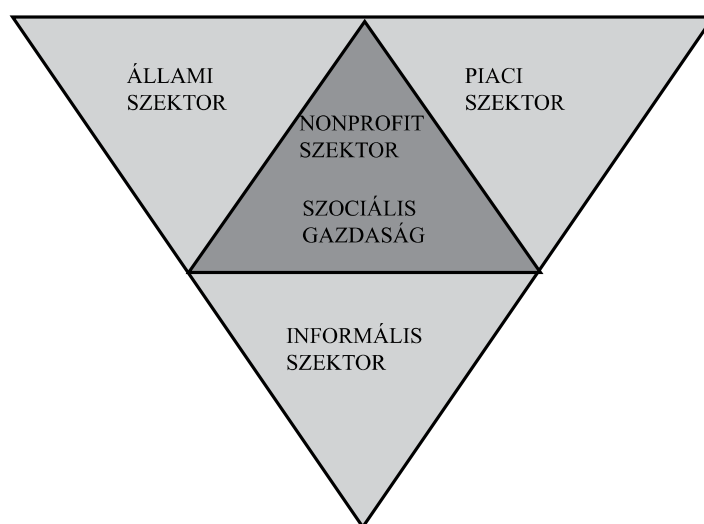 ÁLLAMI
SZEKTOR
PIACI
SZEKTOR
NONPROFIT
SZEKTOR
SZOCIÁLIS
GAZDASÁG
INFORMÁLIS
SZEKTOR